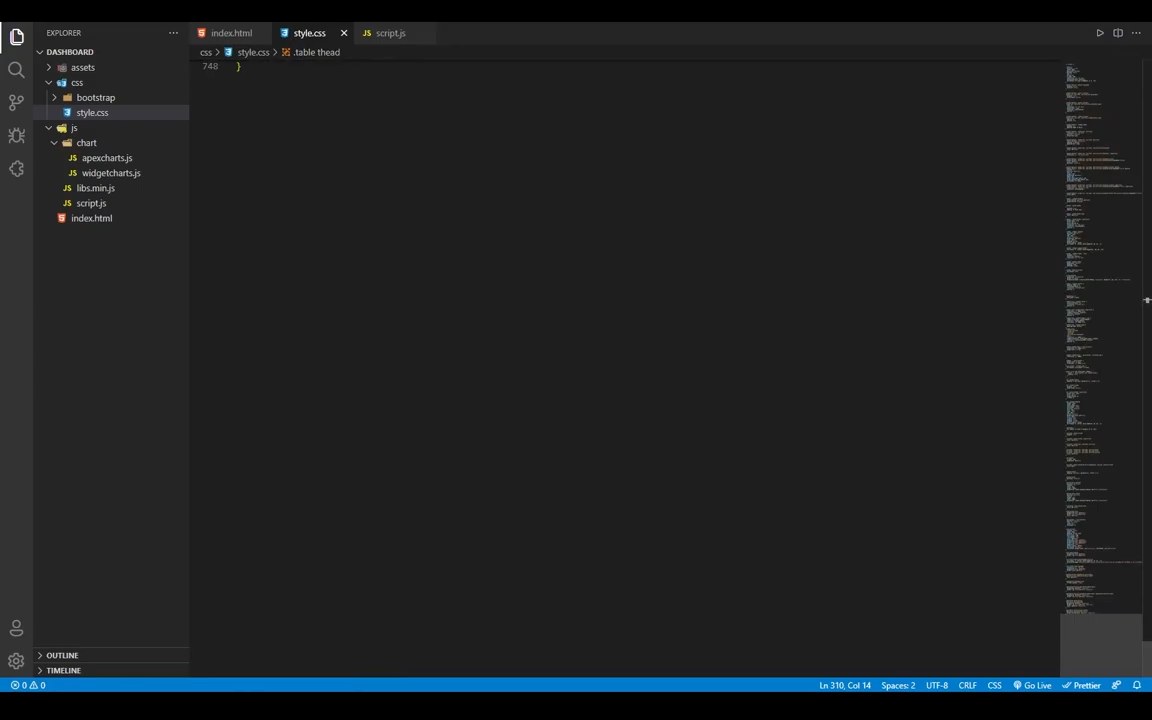 EXPLORER
index.html
style.css
script.js
DASHBOARD
css > style.css > .table thead
assets
748 }
css
bootstrap
style.css
js
chart
apexcharts.js
widgetcharts.js
libs.min.js
script.js
index.html
OUTLINE
TIMELINE
0 0
Ln 310, Col 14 Spaces: 2 UTF-8 CRLF CSS Go Live Prettier